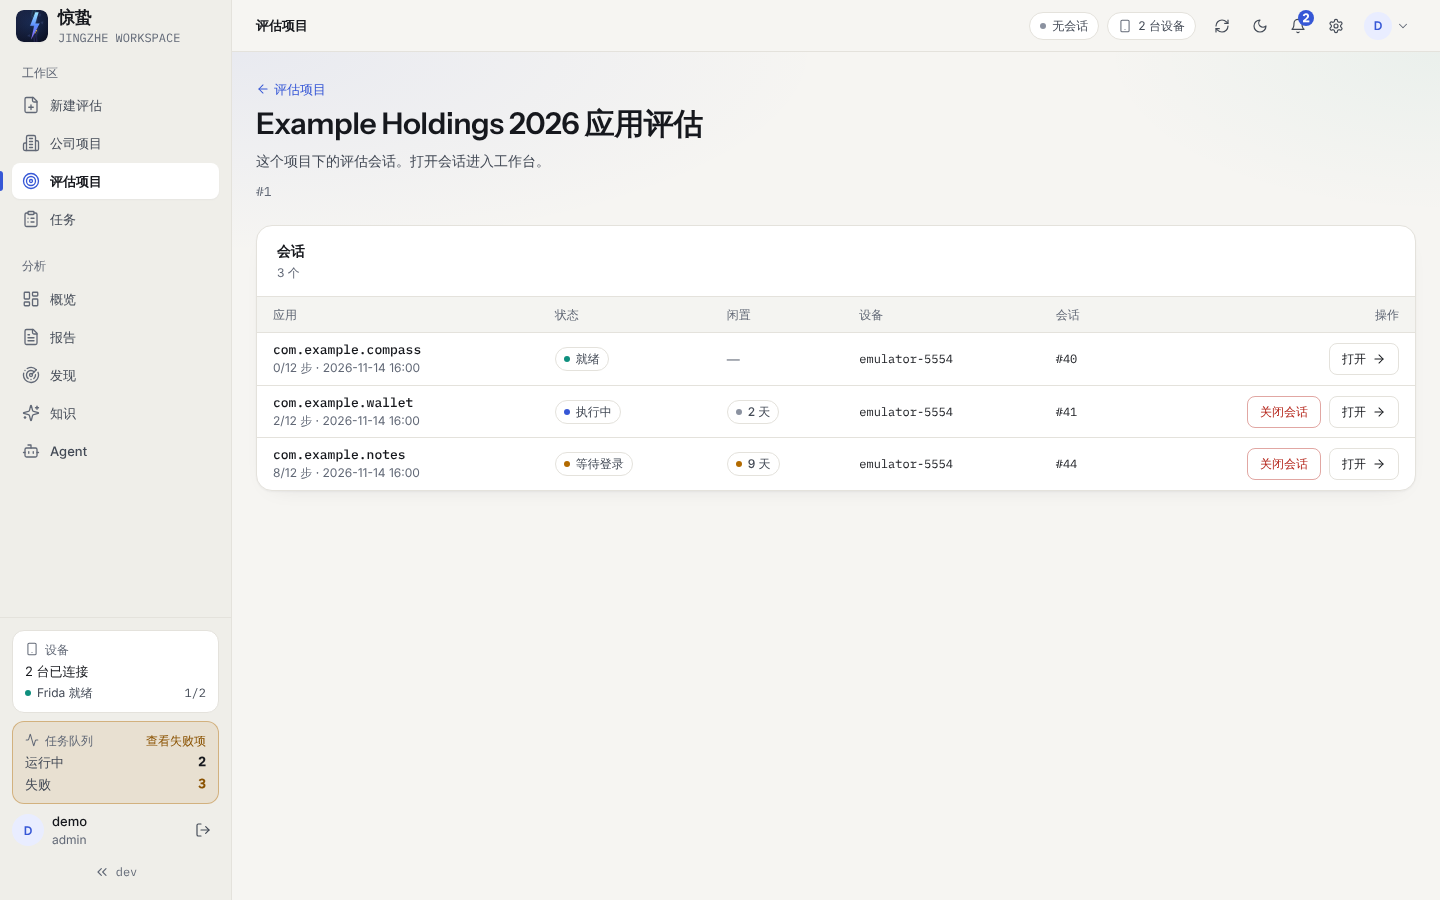 惊蛰
JINGZHE WORKSPACE
工作区
新建评估
公司项目
评估项目
任务
分析
概览
报告
发现
知识
Agent
设备
2 台已连接
Frida 就绪 1/2
任务队列 查看失败项
运行中 2
失败 3
D demo
admin
dev
评估项目
无会话 2 台设备 2 D
评估项目
Example Holdings 2026 应用评估
这个项目下的评估会话。打开会话进入工作台。
#1
会话
3 个
应用 状态 闲置 设备 会话 操作
com.example.compass
0/12 步 · 2026-11-14 16:00
就绪 — emulator-5554 #40 打开
com.example.wallet
2/12 步 · 2026-11-14 16:00
执行中 2 天 emulator-5554 #41 关闭会话 打开
com.example.notes
8/12 步 · 2026-11-14 16:00
等待登录 9 天 emulator-5554 #44 关闭会话 打开